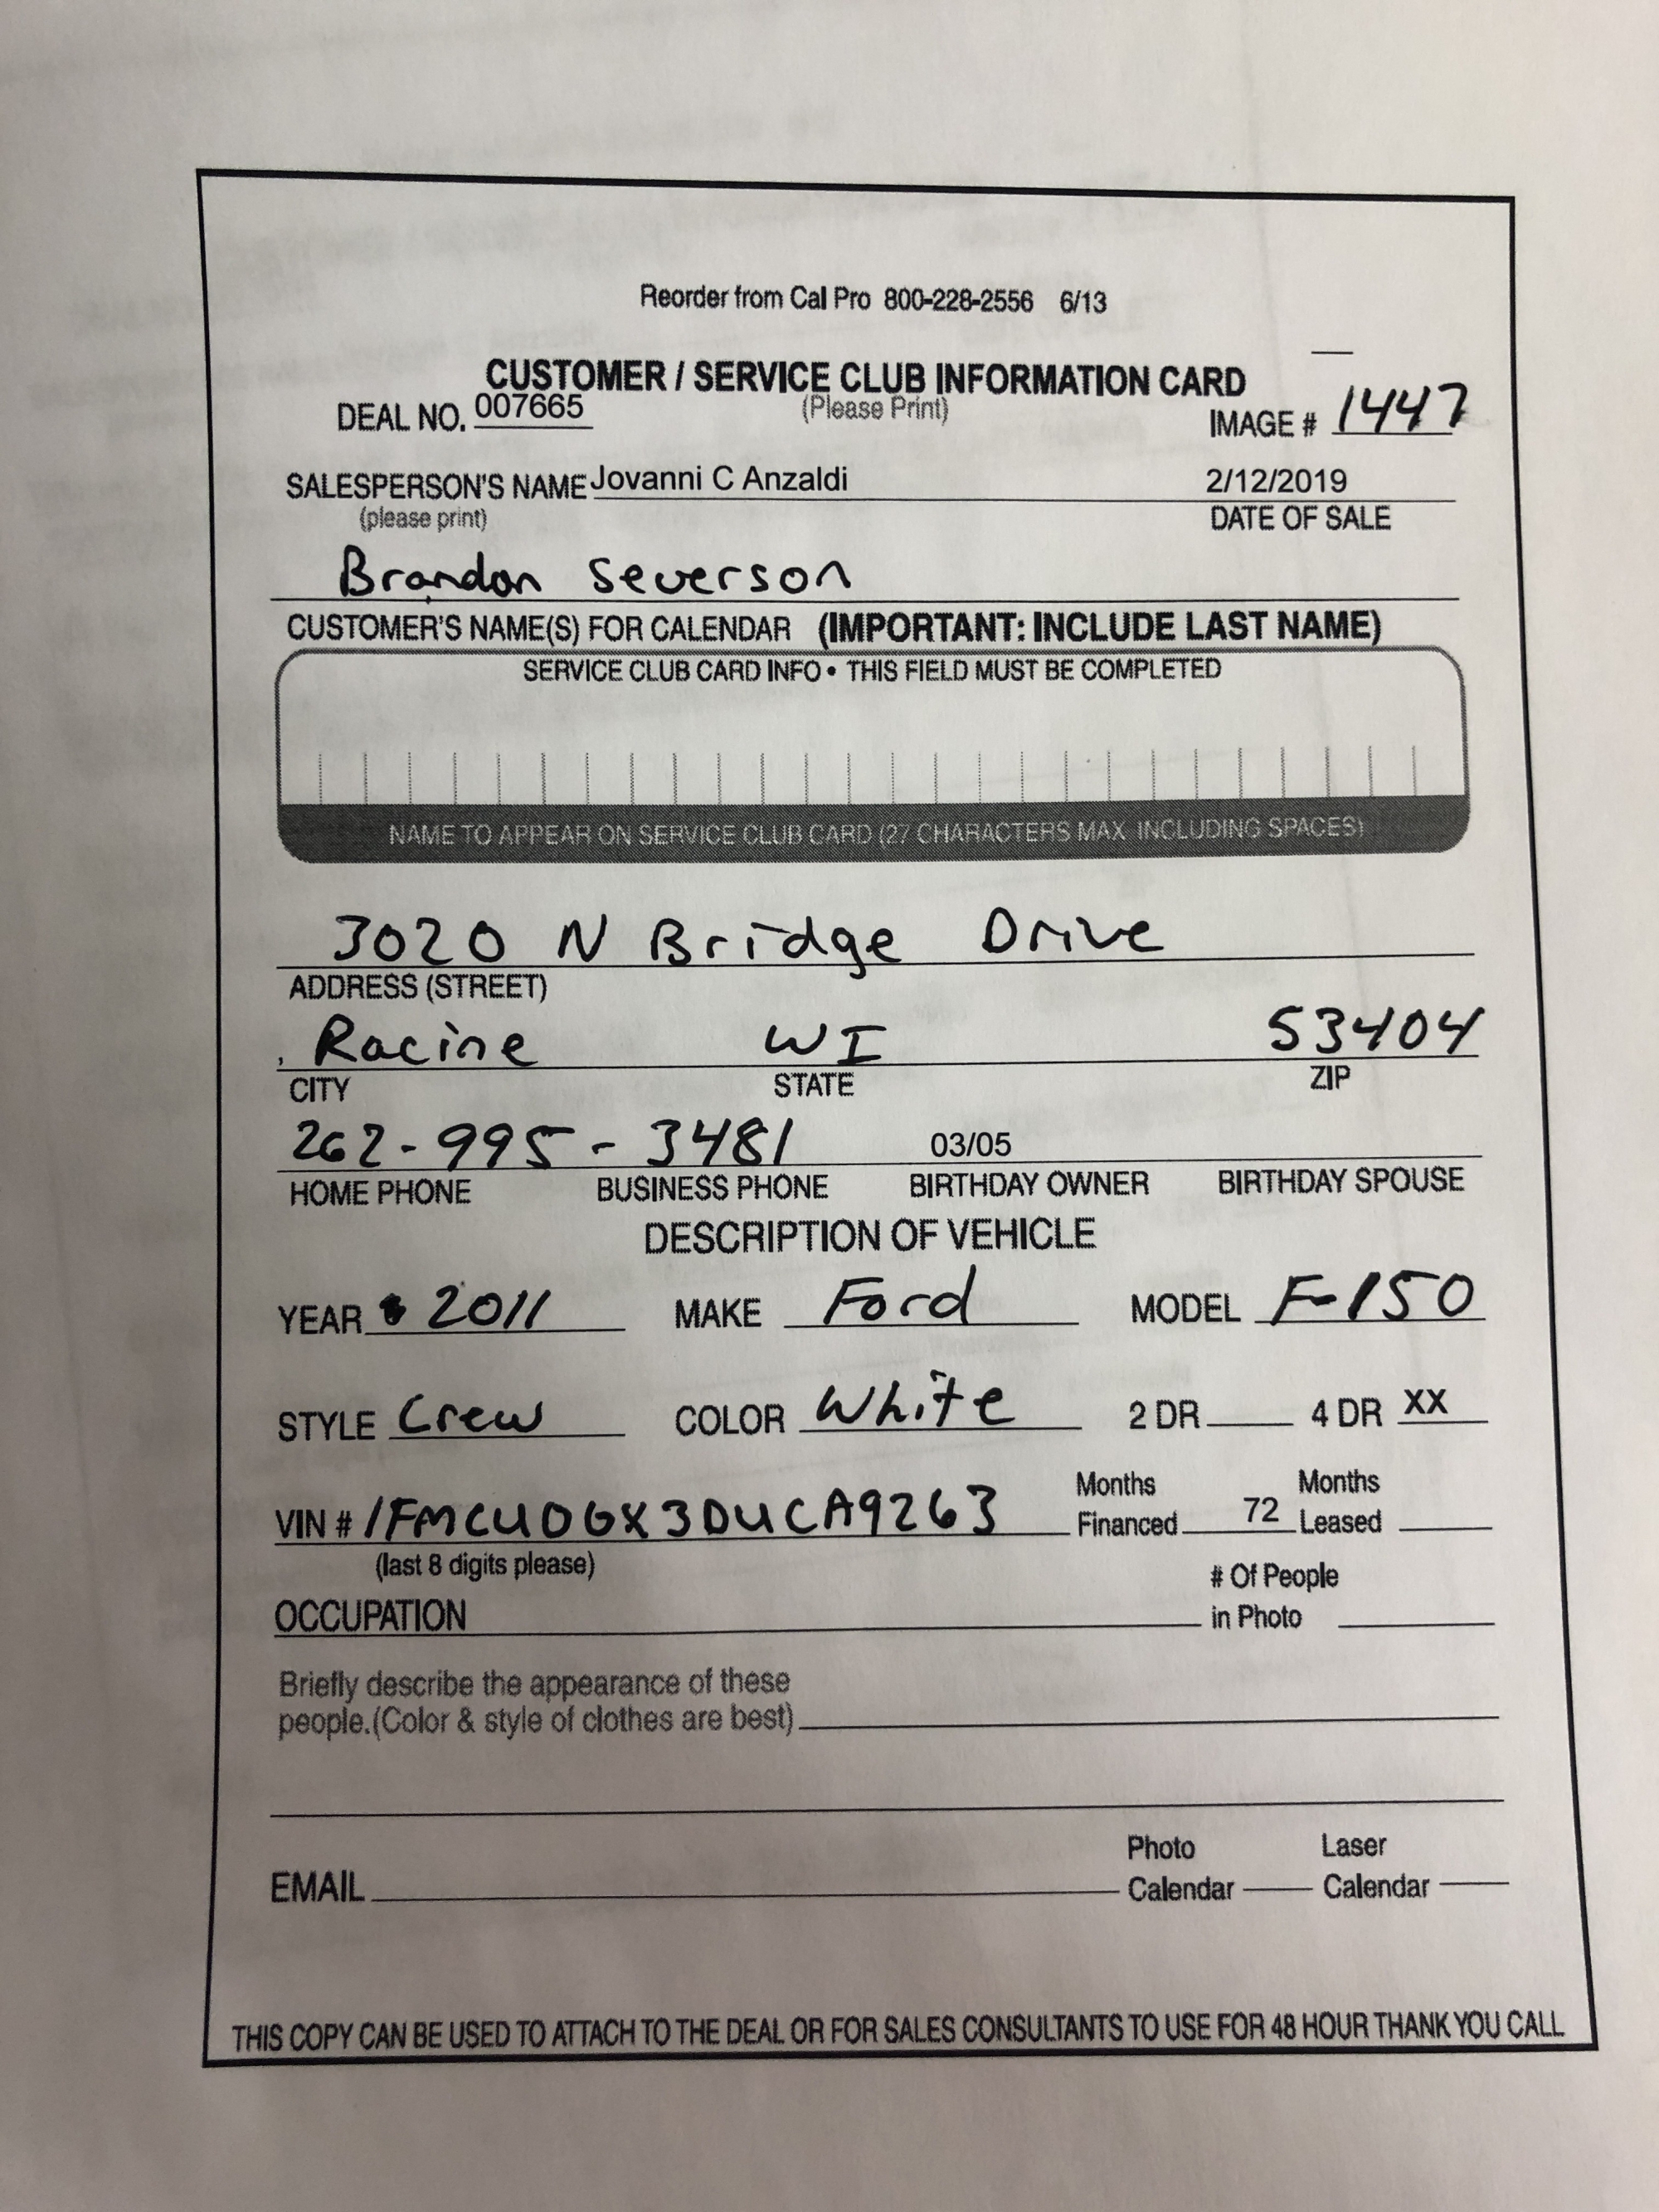 Reorder from Cal Pro 800-228-2556 6/13
CUSTOMER / SERVICE CLUB INFORMATION CARD
DEAL NO. 007665 (Please Print) IMAGE # 1447
SALESPERSON'S NAME Jovanni C Anzaldi 2/12/2019
(please print) DATE OF SALE
Brandon Severson
CUSTOMER'S NAME(S) FOR CALENDAR (IMPORTANT: INCLUDE LAST NAME)
SERVICE CLUB CARD INFO • THIS FIELD MUST BE COMPLETED
NAME TO APPEAR ON SERVICE CLUB CARD (27 CHARACTERS MAX INCLUDING SPACES)
3020 N Bridge Drive
ADDRESS (STREET)
Racine WI 53404
CITY STATE ZIP
262-995-3481 03/05
HOME PHONE BUSINESS PHONE BIRTHDAY OWNER BIRTHDAY SPOUSE
DESCRIPTION OF VEHICLE
YEAR 2011 MAKE Ford MODEL F-150
STYLE Crew COLOR White 2 DR 4 DR XX
VIN # 1FMCU0GX3DUCA9263 Months Financed 72 Months Leased
(last 8 digits please)
OCCUPATION # Of People in Photo
Briefly describe the appearance of these
people.(Color & style of clothes are best)
EMAIL Photo Calendar Laser Calendar
THIS COPY CAN BE USED TO ATTACH TO THE DEAL OR FOR SALES CONSULTANTS TO USE FOR 48 HOUR THANK YOU CALL